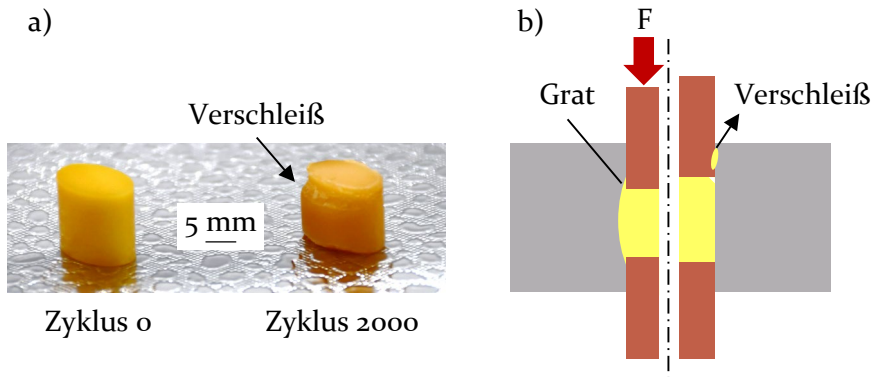 a)
Verschleiß
5 mm
Zyklus 0
Zyklus 2000
b)
F
Grat
Verschleiß